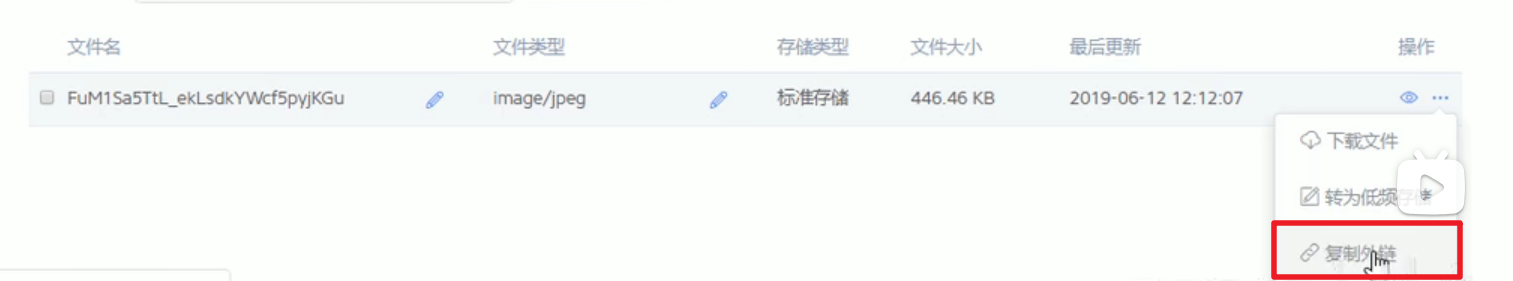 文件名 文件类型 存储类型 文件大小 最后更新 操作
FuM1Sa5TtL_ekLsdkYWcf5pyjKGu image/jpeg 标准存储 446.46 KB 2019-06-12 12:12:07
下载文件
转为低频存储
复制外链